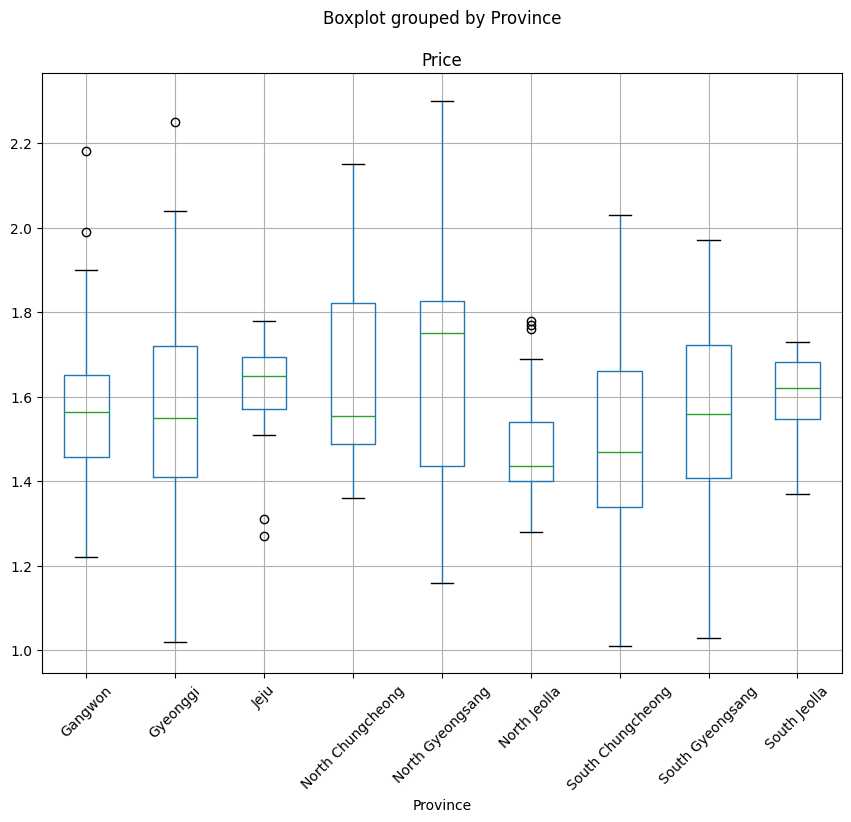 Boxplot grouped by Province
Price
2.2
2.0
1.8
1.6
1.4
1.2
1.0
Gangwon
Gyeonggi
Jeju
North Chungcheong
North Gyeongsang
North Jeolla
South Chungcheong
South Gyeongsang
South Jeolla
Province